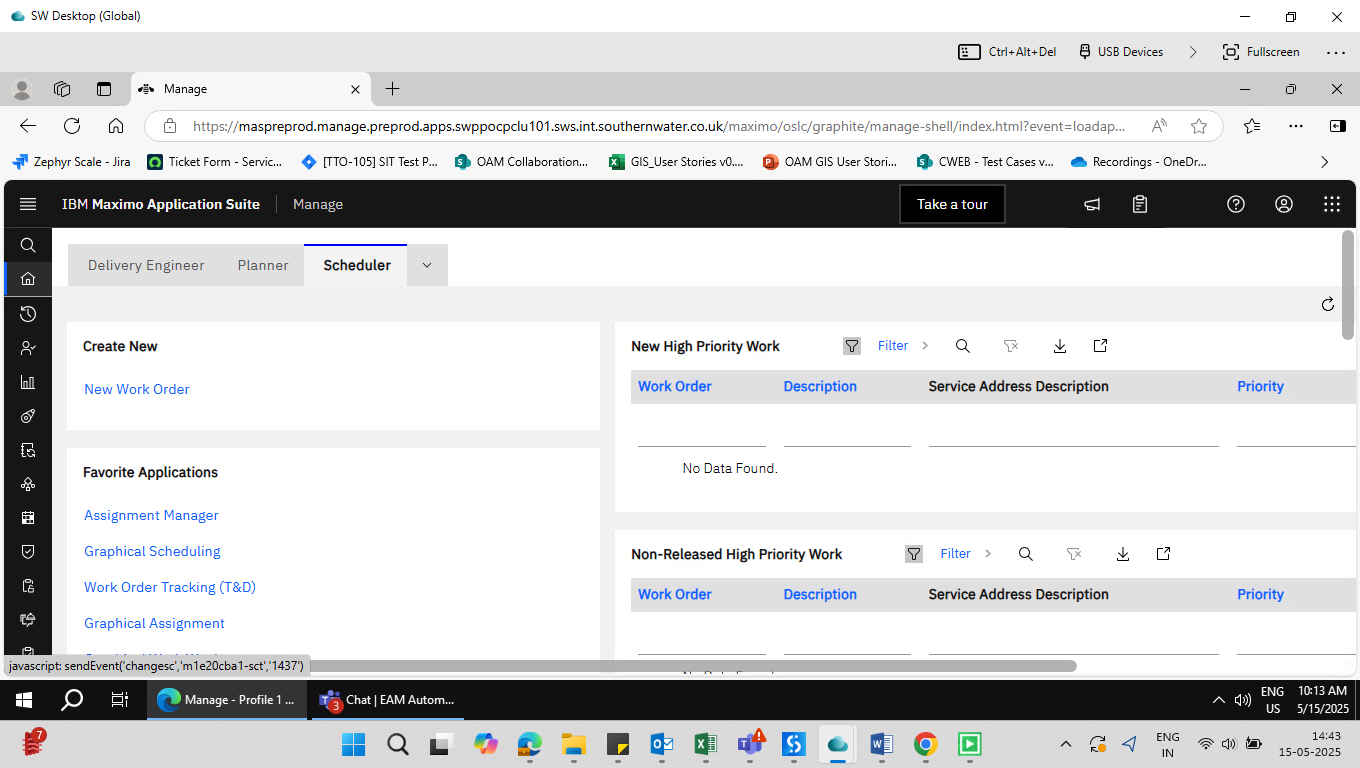 SW Desktop (Global)
Ctrl+Alt+Del USB Devices Fullscreen
Manage
https://maspreprod.manage.preprod.apps.swppocpclu101.sws.int.southernwater.co.uk/maximo/oslc/graphite/manage-shell/index.html?event=loadap...
Zephyr Scale - Jira Ticket Form - Servic... [TTO-105] SIT Test P... OAM Collaboration... GIS_User Stories v0.... OAM GIS User Stori... CWEB - Test Cases v... Recordings - OneDr...
IBM Maximo Application Suite Manage Take a tour
Delivery Engineer Planner Scheduler
Create New
New Work Order
Favorite Applications
Assignment Manager
Graphical Scheduling
Work Order Tracking (T&D)
Graphical Assignment
New High Priority Work Filter
Work Order Description Service Address Description Priority
No Data Found.
Non-Released High Priority Work Filter
Work Order Description Service Address Description Priority
javascript: sendEvent('changesc','m1e20cba1-sct','1437')
Manage - Profile 1 ... 3 Chat | EAM Autom... ENG US 10:13 AM 5/15/2025
7 ENG IN 14:43 15-05-2025